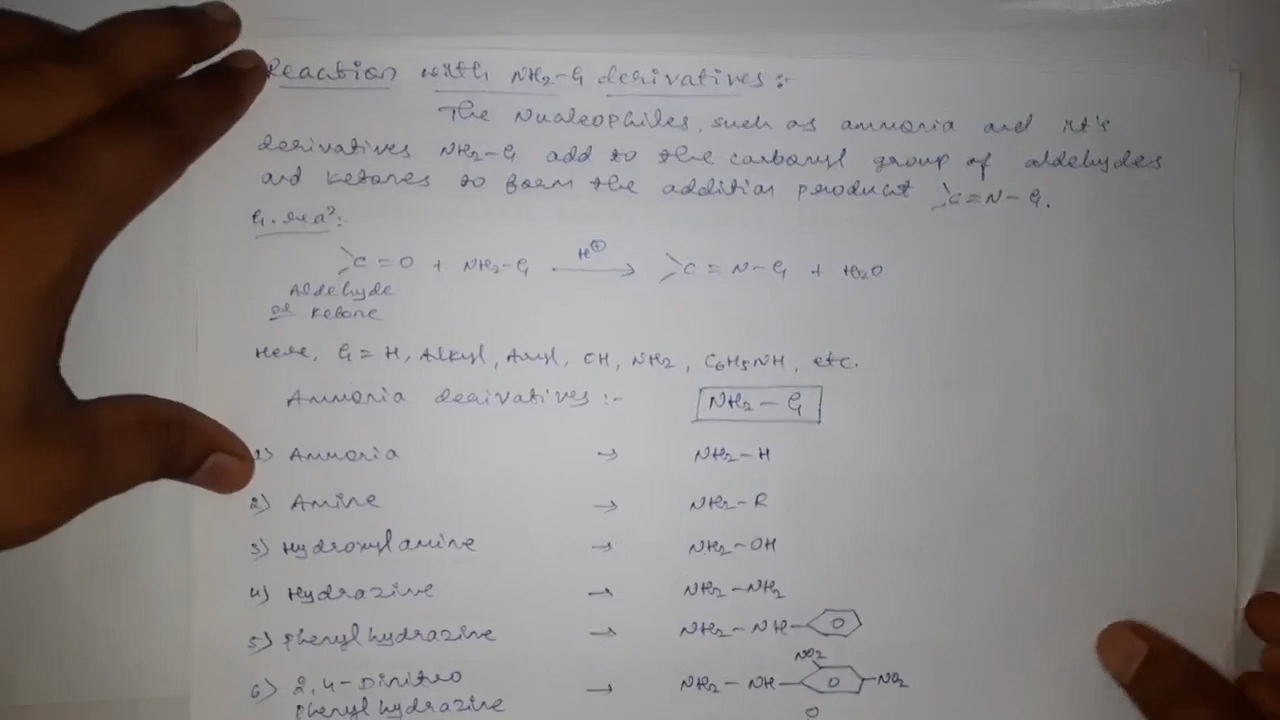 Reaction with NH2-G derivatives :-
The Nucleophiles, such as ammonia and it's
derivatives NH2-G add to the carbonyl group of aldehydes
and ketones to form the addition product >C=N-G.
G. rea^n:-
>C=O + NH2-G —H⊕→ >C=N-G + H2O
Aldehyde
or Ketone
Here, G = H, Alkyl, Aryl, OH, NH2, C6H5NH, etc.
Ammonia derivatives :- NH2-G
1) Ammonia → NH2-H
2) Amine → NH2-R
3) Hydroxylamine → NH2-OH
4) Hydrazine → NH2-NH2
5) Phenyl hydrazine → NH2-NH-
NO2
6) 2,4-Dinitro → NH2-NH- -NO2
phenyl hydrazine O